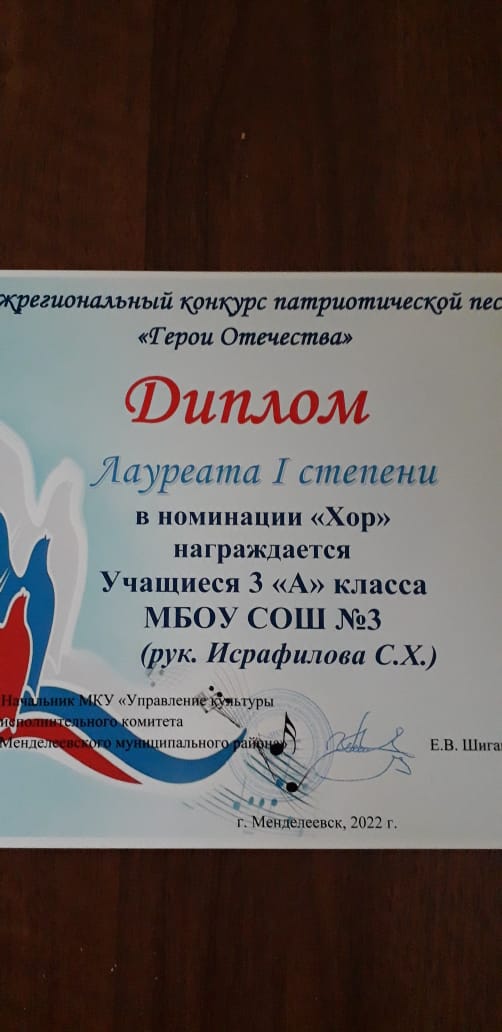 жрегиональный конкурс патриотической пес
«Герои Отечества»
Диплом
Лауреата I степени
в номинации «Хор»
награждается
Учащиеся 3 «А» класса
МБОУ СОШ №3
(рук. Исрафилова С.Х.)
Начальник МКУ «Управление культуры
исполнительного комитета
Менделеевского муниципального района»
Е.В. Шига
г. Менделеевск, 2022 г.